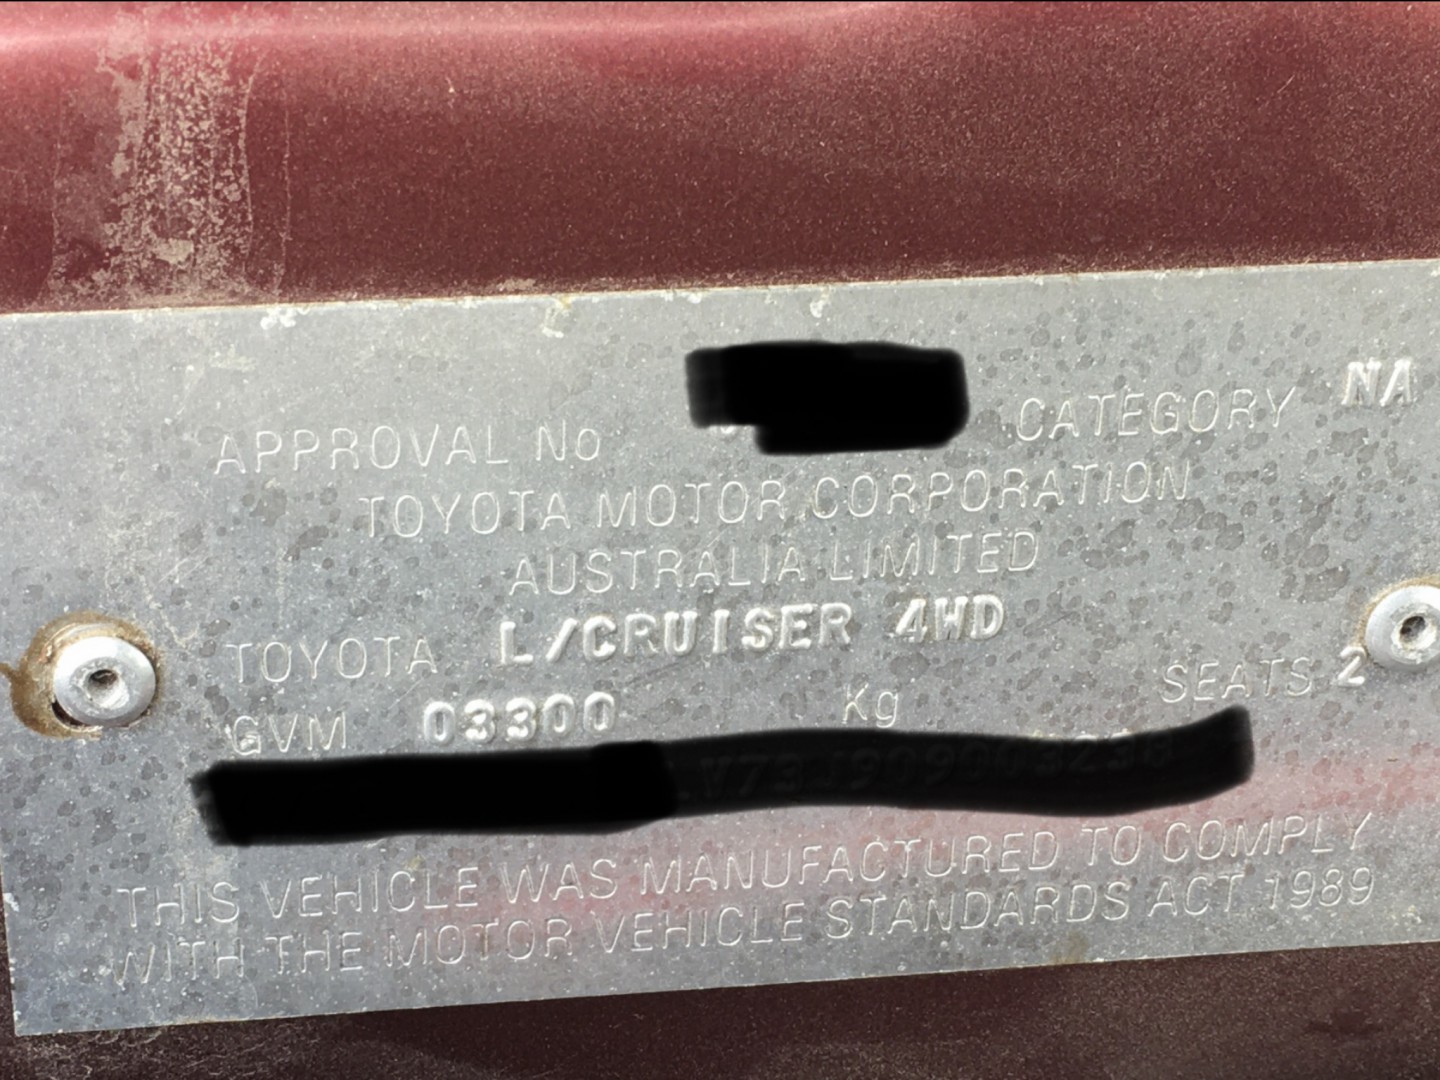 APPROVAL No CATEGORY NA
TOYOTA MOTOR CORPORATION
AUSTRALIA LIMITED
TOYOTA L/CRUISER 4WD
GVM 03300 Kg SEATS 2
THIS VEHICLE WAS MANUFACTURED TO COMPLY
WITH THE MOTOR VEHICLE STANDARDS ACT 1989